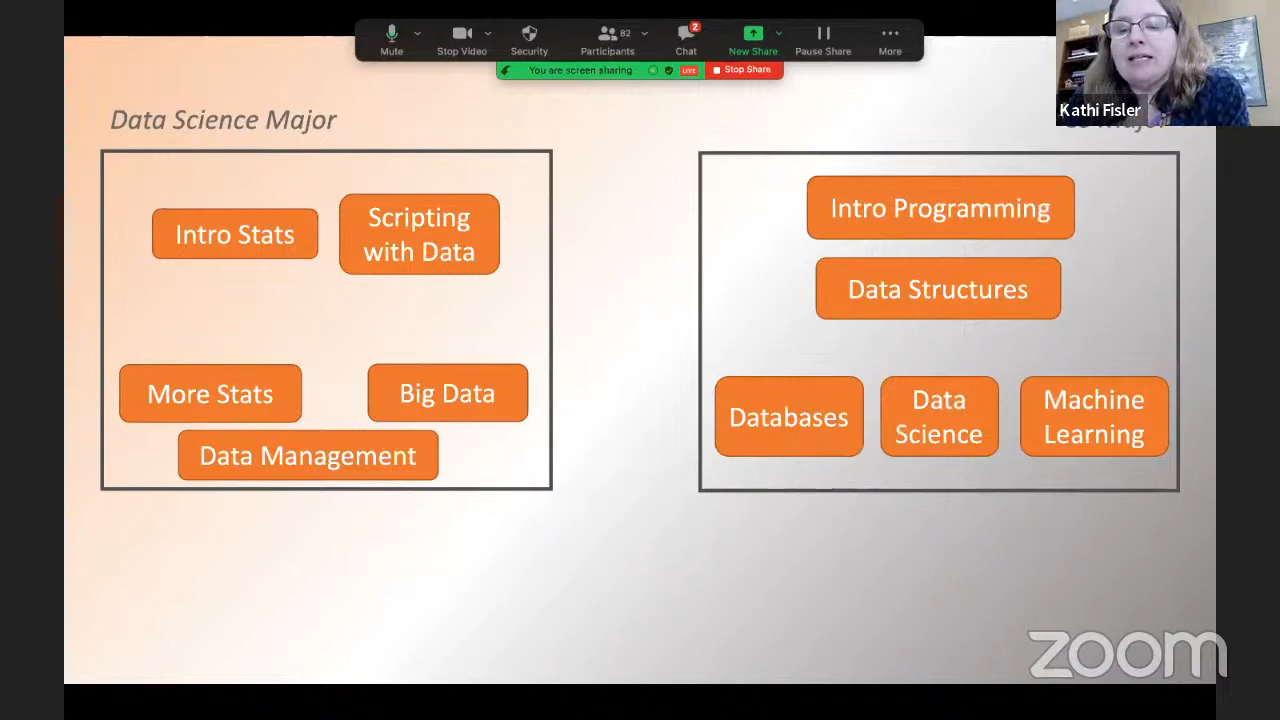 82
2
Mute
Stop Video
Security
Participants
Chat
New Share
Pause Share
More
You are screen sharing
LIVE
Stop Share
Kathi Fisler
Data Science Major
Intro Stats
Scripting
with Data
More Stats
Big Data
Data Management
Intro Programming
Data Structures
Databases
Data
Science
Machine
Learning
zoom